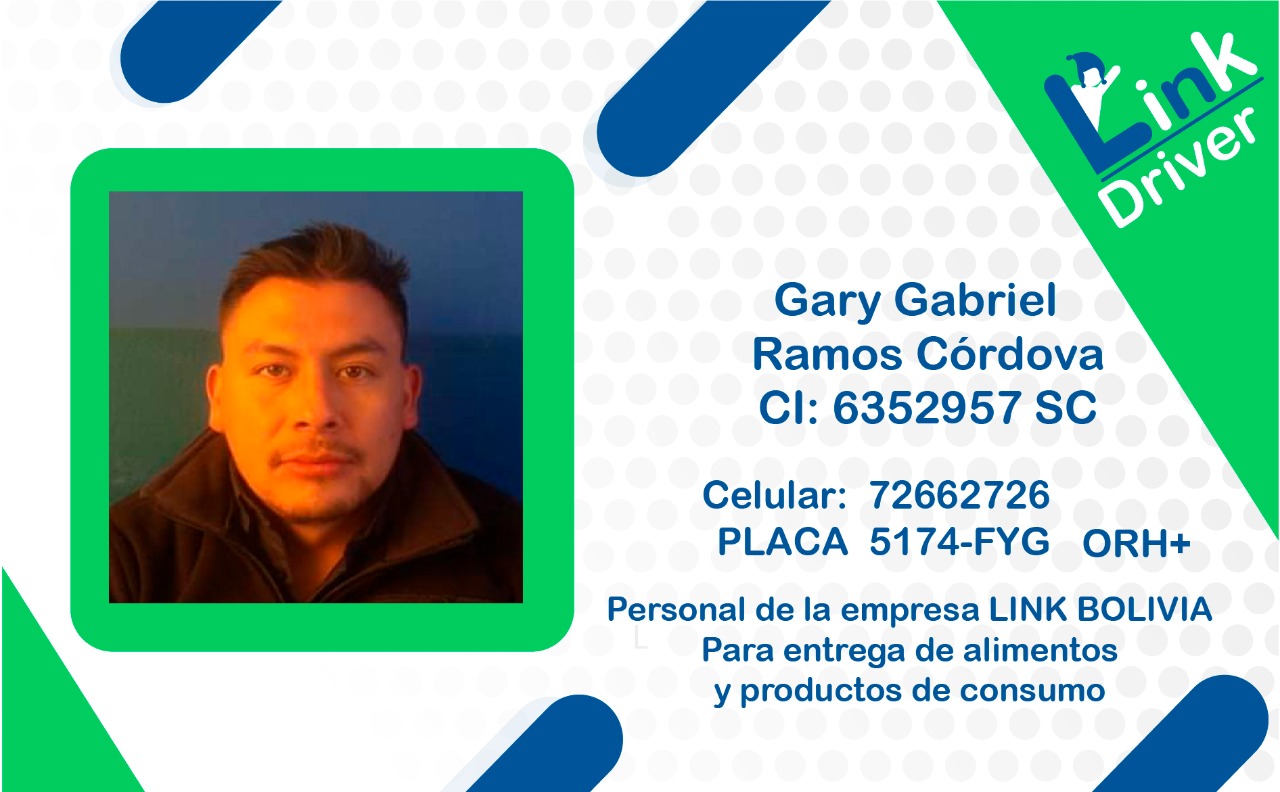 Link
Driver
Gary Gabriel
Ramos Córdova
CI: 6352957 SC
Celular: 72662726
PLACA 5174-FYG ORH+
Personal de la empresa LINK BOLIVIA
L
Para entrega de alimentos
y productos de consumo